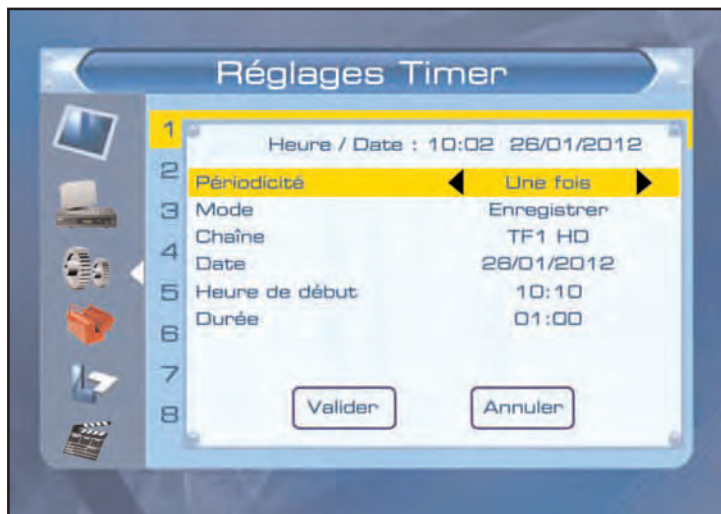 Réglages Timer
1
Heure / Date : 10:02 26/01/2012
2
Périodicité Une fois
3
Mode Enregistrer
Chaîne TF1 HD
4
Date 26/01/2012
5
Heure de début 10:10
Durée 01:00
6
7
8
Valider Annuler